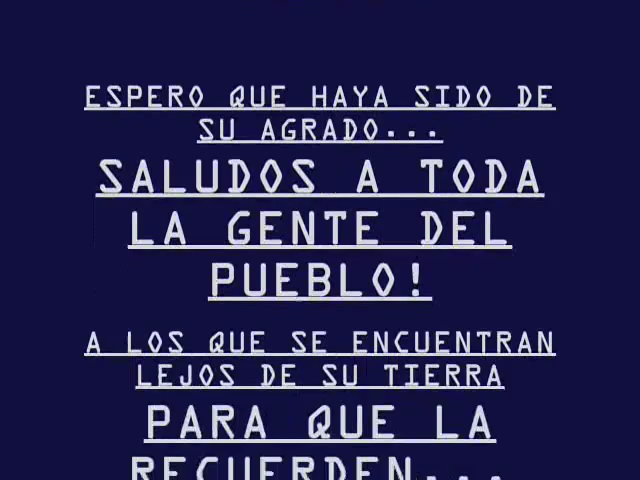 ESPERO QUE HAYA SIDO DE
SU AGRADO...
SALUDOS A TODA
LA GENTE DEL
PUEBLO!
A LOS QUE SE ENCUENTRAN
LEJOS DE SU TIERRA
PARA QUE LA
RECUERDEN...